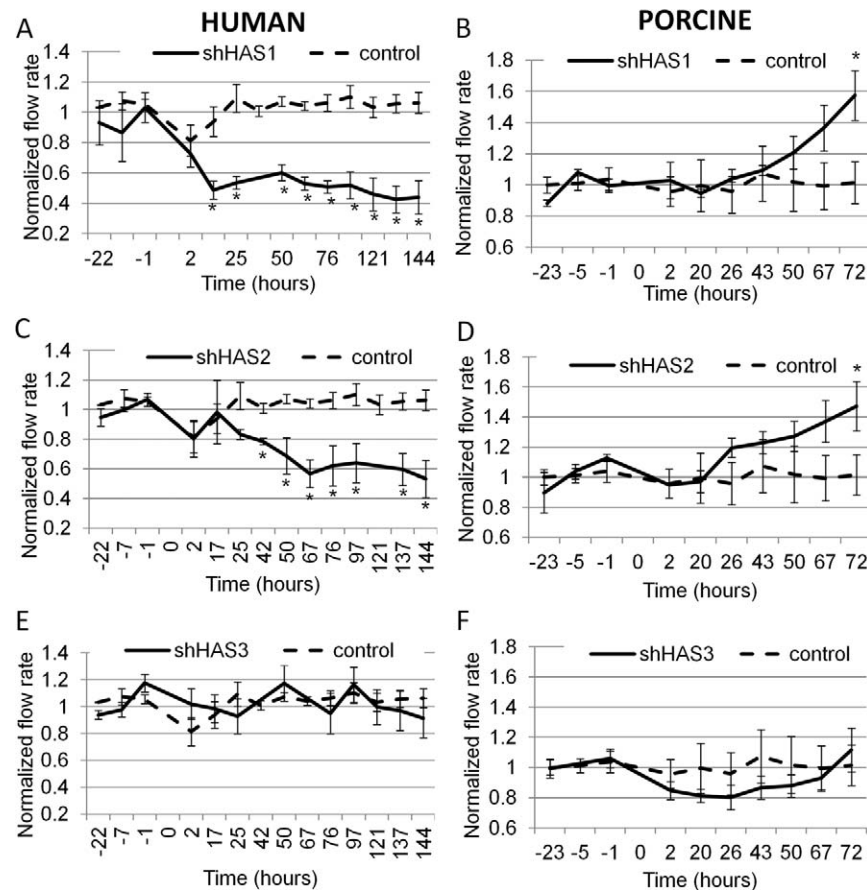 HUMAN
PORCINE
A
shHAS1 control
Normalized flow rate
1.4
1.2
1
0.8
0.6
0.4
0.2
* * * * * * * *
-22 -1 2 25 50 76 121 144
Time (hours)
B
shHAS1 control
Normalized flow rate
1.8
1.6
1.4
1.2
1
0.8
0.6
*
-23 -5 -1 0 2 20 26 43 50 67 72
Time (hours)
C
shHAS2 control
Normalized flow rate
1.4
1.2
1
0.8
0.6
0.4
0.2
* * * * * * *
-22 -7 -1 0 2 17 25 42 50 67 76 97 121 137 144
Time (hours)
D
shHAS2 control
Normalized flow rate
1.8
1.6
1.4
1.2
1
0.8
0.6
*
-23 -5 -1 0 2 20 26 43 50 67 72
Time (hours)
E
shHAS3 control
Normalized flow rate
1.4
1.2
1
0.8
0.6
0.4
0.2
-22 -7 -1 0 2 17 25 42 50 67 76 97 121 137 144
Time (hours)
F
shHAS3 control
Normalized flow rate
1.8
1.6
1.4
1.2
1
0.8
0.6
-23 -5 -1 0 2 20 26 43 50 67 72
Time (hours)